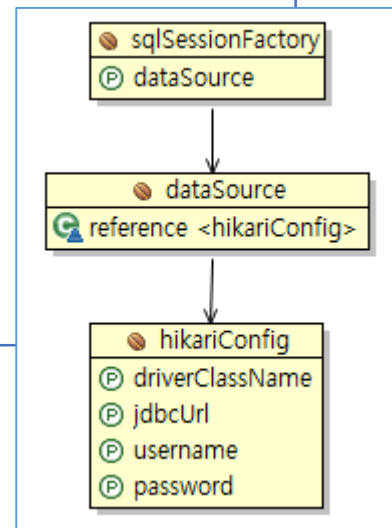 sqlSessionFactory
dataSource
dataSource
reference <hikariConfig>
hikariConfig
driverClassName
jdbcUrl
username
password